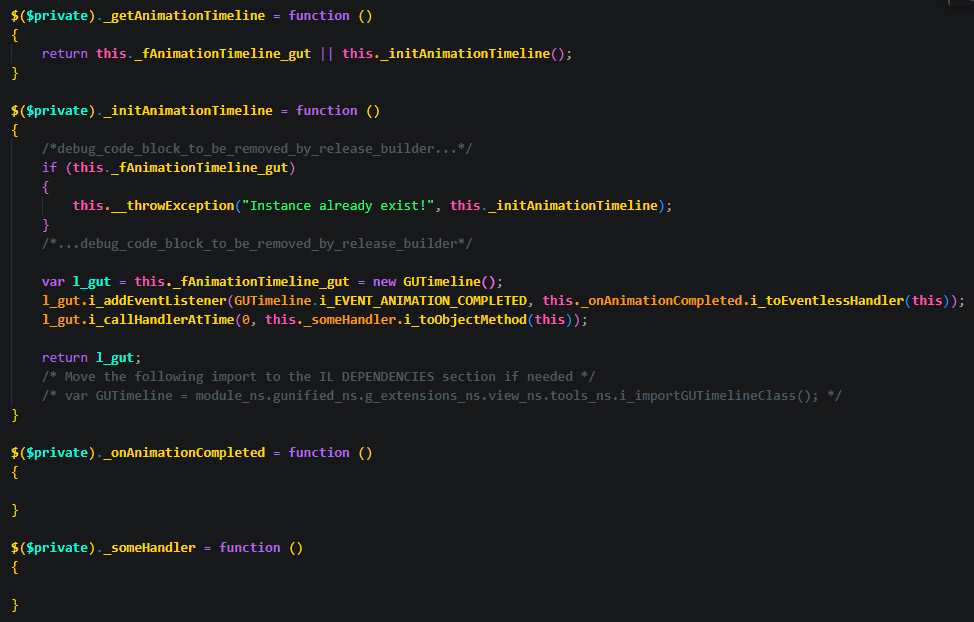 $($private)._getAnimationTimeline = function ()
{
    return this._fAnimationTimeline_gut || this._initAnimationTimeline();
}
$($private)._initAnimationTimeline = function ()
{
    /*debug_code_block_to_be_removed_by_release_builder...*/
    if (this._fAnimationTimeline_gut)
    {
        this.__throwException("Instance already exist!", this._initAnimationTimeline);
    }
    /*...debug_code_block_to_be_removed_by_release_builder*/
    var l_gut = this._fAnimationTimeline_gut = new GUTimeline();
    l_gut.i_addEventListener(GUTimeline.i_EVENT_ANIMATION_COMPLETED, this._onAnimationCompleted.i_toEventlessHandler(this));
    l_gut.i_callHandlerAtTime(0, this._someHandler.i_toObjectMethod(this));
    return l_gut;
    /* Move the following import to the IL DEPENDENCIES section if needed */
    /* var GUTimeline = module_ns.gunified_ns.g_extensions_ns.view_ns.tools_ns.i_importGUTimelineClass(); */
}
$($private)._onAnimationCompleted = function ()
{
}
$($private)._someHandler = function ()
{
}